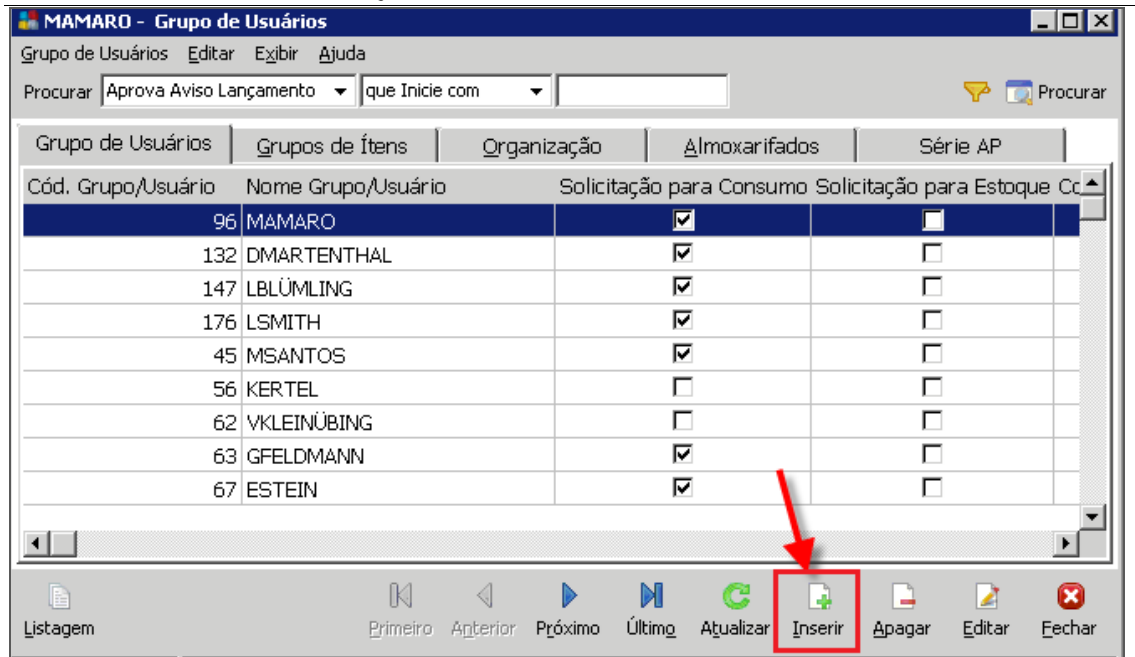 MAMARO - Grupo de Usuários
Grupo de Usuários Editar Exibir Ajuda
Procurar Aprova Aviso Lançamento que Inicie com Procurar
Grupo de Usuários Grupos de Ítens Organização Almoxarifados Série AP
Cód. Grupo/Usuário Nome Grupo/Usuário Solicitação para Consumo Solicitação para Estoque Cc
96 MAMARO
132 DMARTENTHAL
147 LBLÜMLING
176 LSMITH
45 MSANTOS
56 KERTEL
62 VKLEINÜBING
63 GFELDMANN
67 ESTEIN
Listagem Primeiro Anterior Próximo Último Atualizar Inserir Apagar Editar Fechar